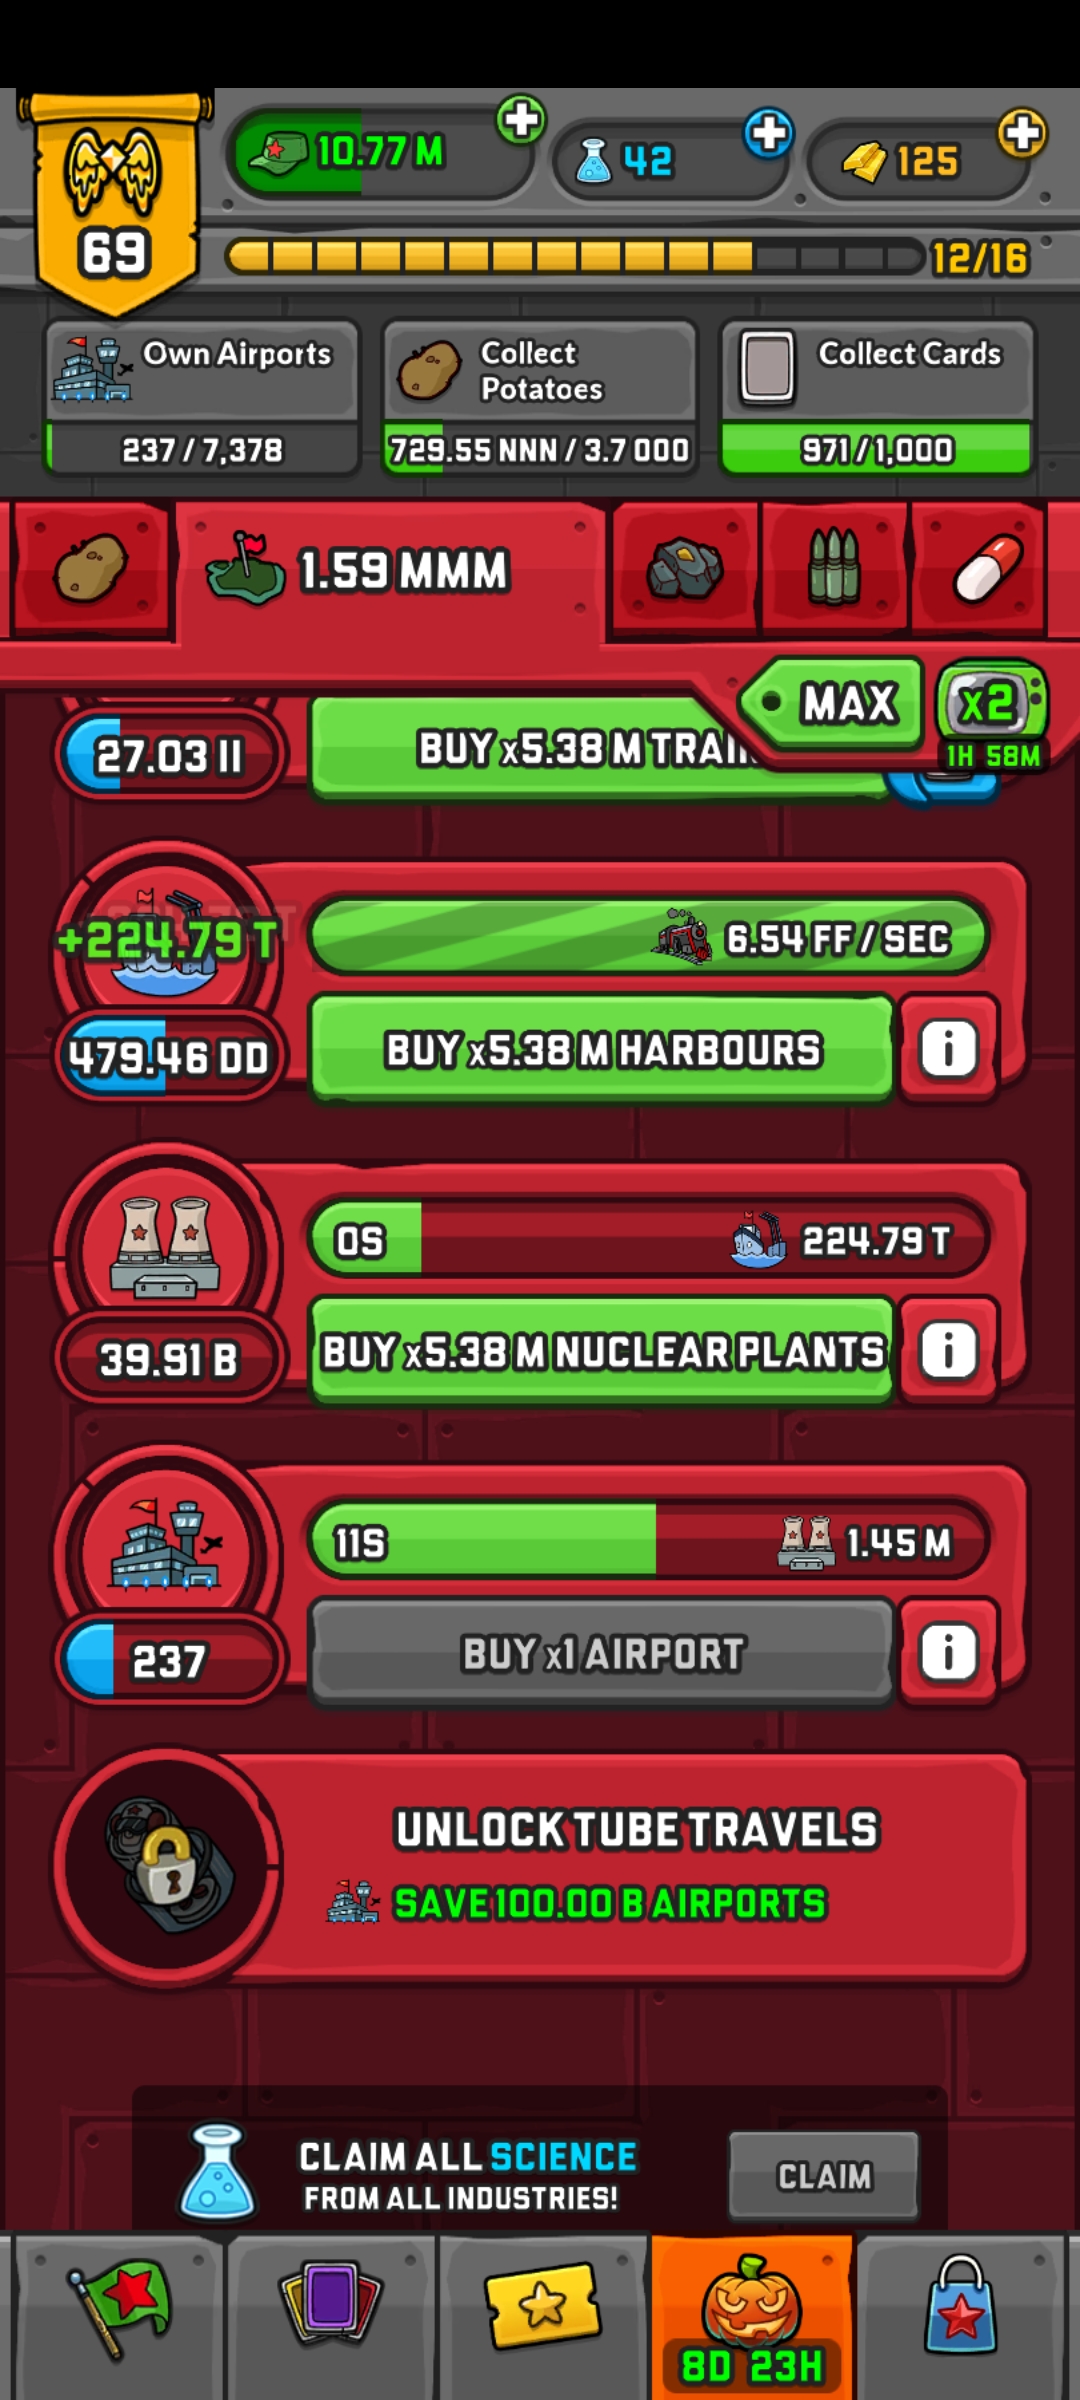 10.77 M
42
125
69
12/16
Own Airports
237 / 7,378
Collect
Potatoes
729.55 NNN / 3.7 OOO
Collect Cards
971 / 1,000
1.59 MMM
MAX
x2
1H 58M
27.03 II
BUY x5.38 M
+224.79 T
6.54 FF / SEC
479.46 DD
BUY x5.38 M HARBOURS
i
0S
224.79 T
39.91 B
BUY x5.38 M NUCLEAR PLANTS
i
11S
1.45 M
237
BUY x1 AIRPORT
i
UNLOCK TUBE TRAVELS
SAVE 100.00 B AIRPORTS
CLAIM ALL SCIENCE
FROM ALL INDUSTRIES!
CLAIM
8D 23H